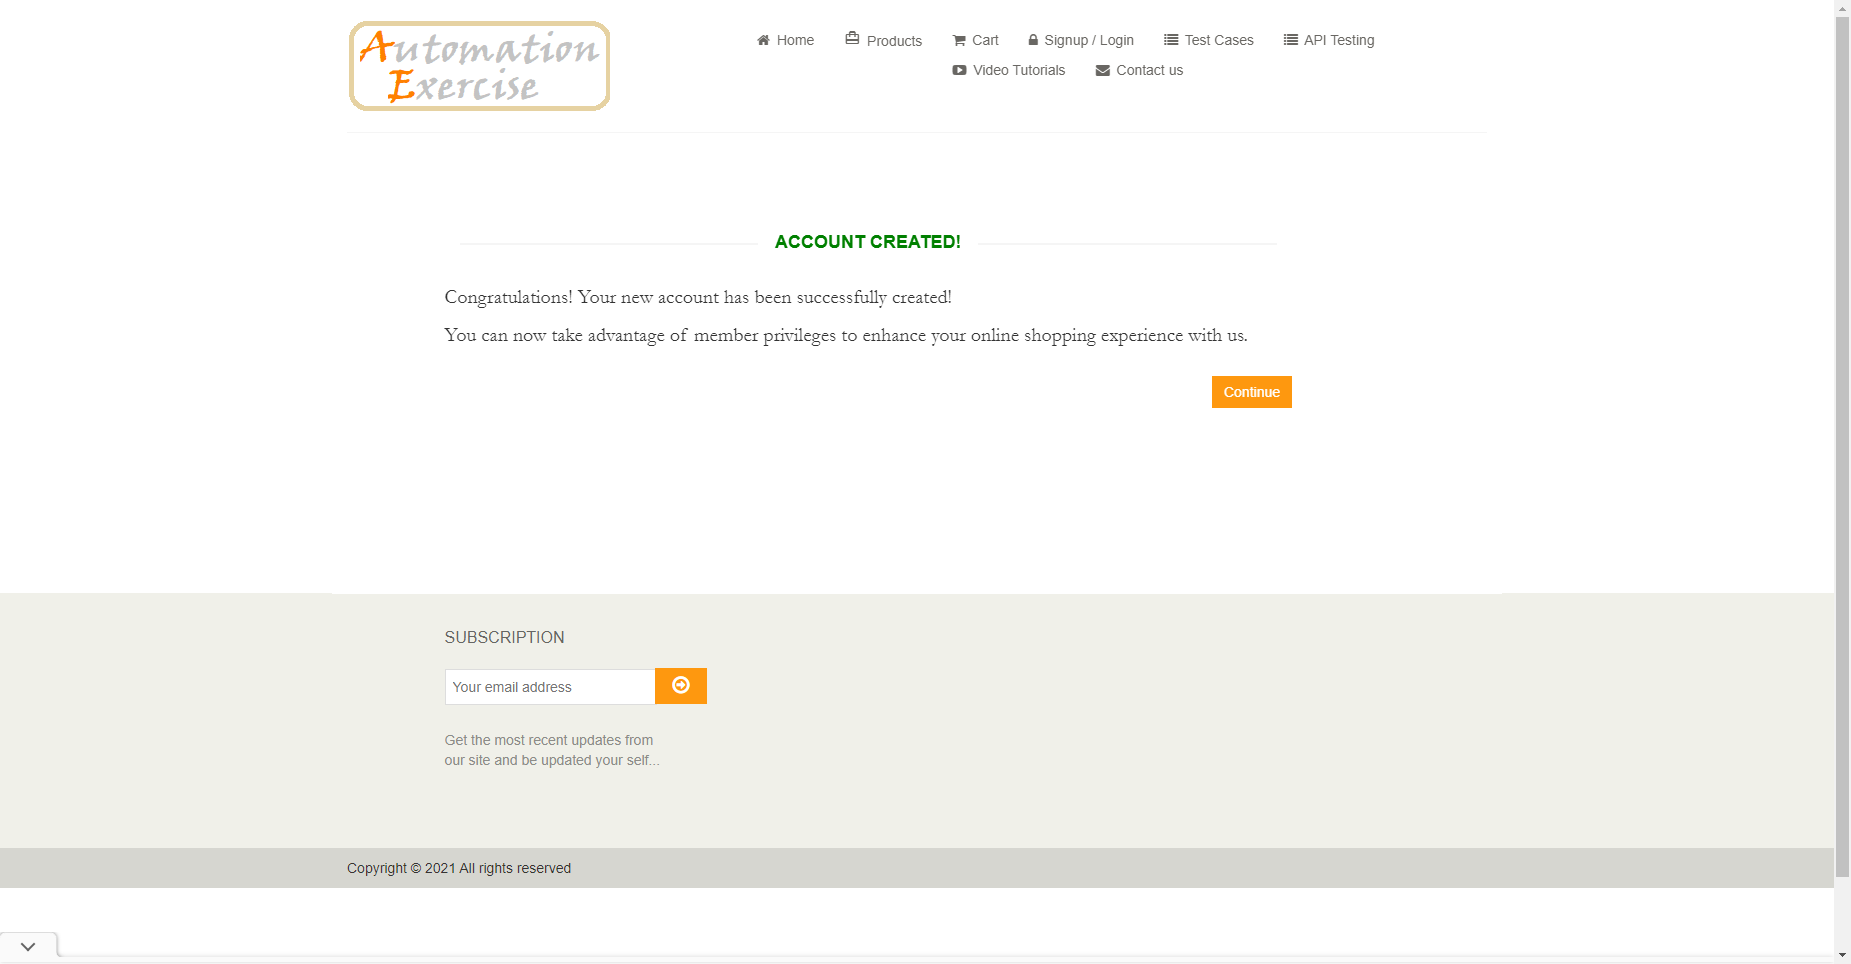 Automation
Exercise
Home
Products
Cart
Signup / Login
Test Cases
API Testing
Video Tutorials
Contact us
ACCOUNT CREATED!
Congratulations! Your new account has been successfully created!
You can now take advantage of member privileges to enhance your online shopping experience with us.
Continue
SUBSCRIPTION
Your email address
Get the most recent updates from
our site and be updated your self...
Copyright © 2021 All rights reserved